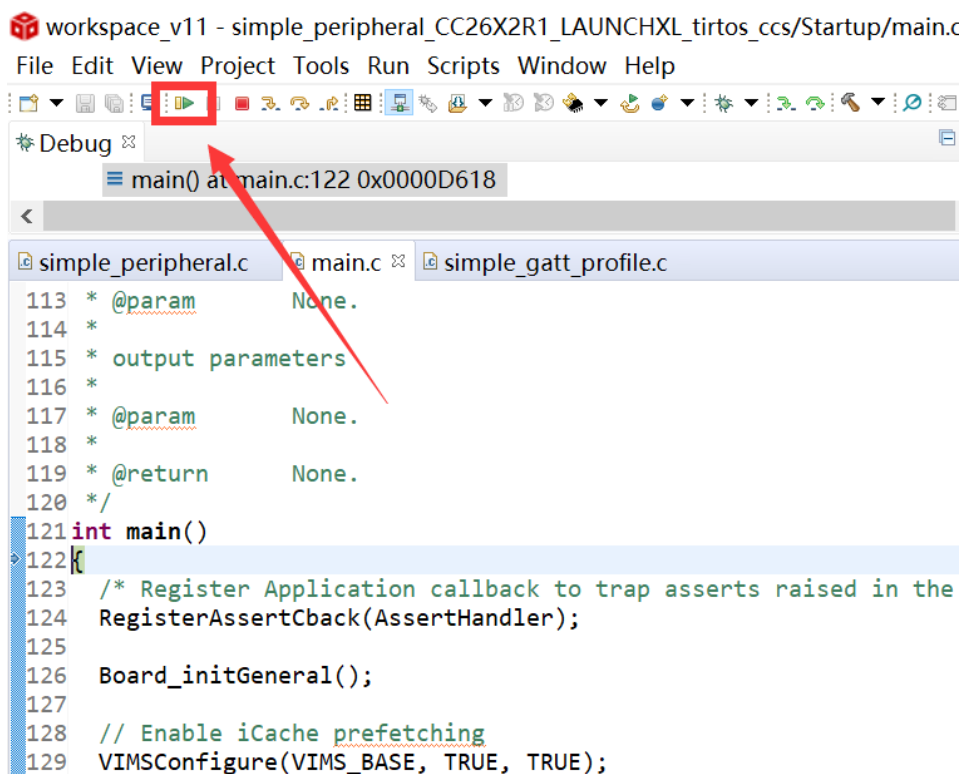 workspace_v11 - simple_peripheral_CC26X2R1_LAUNCHXL_tirtos_ccs/Startup/main.c
File Edit View Project Tools Run Scripts Window Help
Debug
main() at main.c:122 0x0000D618
simple_peripheral.c main.c simple_gatt_profile.c
113 * @param None.
114 *
115 * output parameters
116 *
117 * @param None.
118 *
119 * @return None.
120 */
121 int main()
122 {
123 /* Register Application callback to trap asserts raised in the
124 RegisterAssertCback(AssertHandler);
125
126 Board_initGeneral();
127
128 // Enable iCache prefetching
129 VIMSConfigure(VIMS_BASE, TRUE, TRUE);